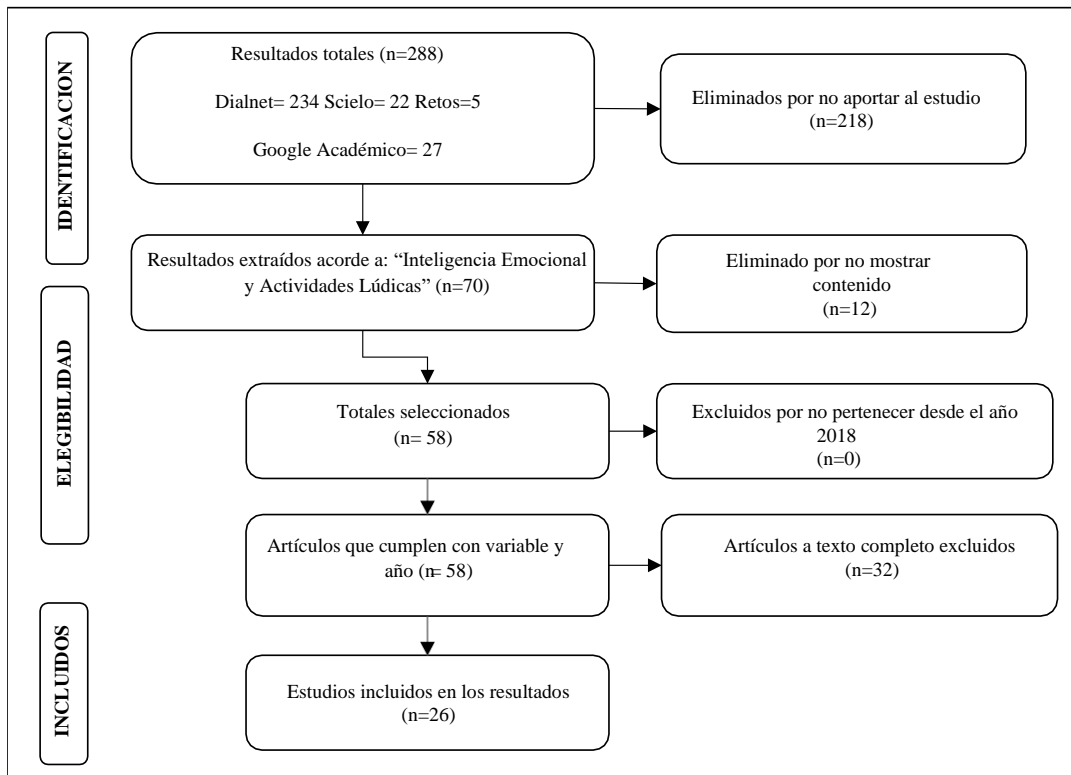 IDENTIFICACION
Resultados totales (n=288)
Dialnet= 234 Scielo= 22 Retos=5
Google Académico= 27
Eliminados por no aportar al estudio
(n=218)
Resultados extraídos acorde a: “Inteligencia Emocional
y Actividades Lúdicas” (n=70)
Eliminado por no mostrar
contenido
(n=12)
ELEGIBILIDAD
Totales seleccionados
(n= 58)
Excluidos por no pertenecer desde el año
2018
(n=0)
Artículos que cumplen con variable y
año (n= 58)
Artículos a texto completo excluidos
(n=32)
INCLUIDOS
Estudios incluidos en los resultados
(n=26)